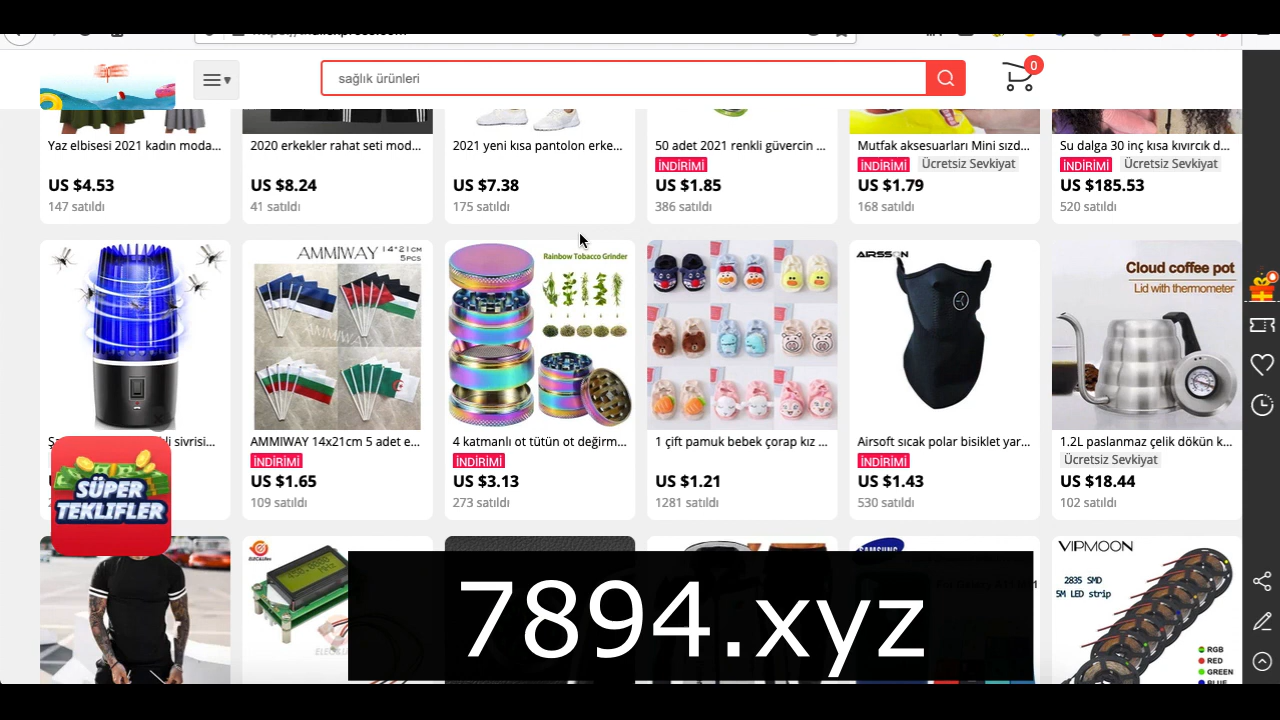 sağlık ürünleri
0
Yaz elbisesi 2021 kadın moda...
2020 erkekler rahat seti mod...
2021 yeni kısa pantolon erke...
50 adet 2021 renkli güvercin ...
Mutfak aksesuarları Mini sızd...
Su dalga 30 inç kısa kıvırcık d...
İNDİRİMİ
İNDİRİMİ
Ücretsiz Sevkiyat
İNDİRİMİ
Ücretsiz Sevkiyat
US $4.53
US $8.24
US $7.38
US $1.85
US $1.79
US $185.53
147 satıldı
41 satıldı
175 satıldı
386 satıldı
168 satıldı
520 satıldı
AMMIWAY 14*21cm
5PCS
AMMIWAY
Rainbow Tobacco Grinder
AIRSSON
Cloud coffee pot
Lid with thermometer
sivrisi...
AMMIWAY 14x21cm 5 adet e...
4 katmanlı ot tütün ot değirm...
1 çift pamuk bebek çorap kız ...
Airsoft sıcak polar bisiklet yar...
1.2L paslanmaz çelik dökün k...
İNDİRİMİ
İNDİRİMİ
İNDİRİMİ
Ücretsiz Sevkiyat
US $1.65
US $3.13
US $1.21
US $1.43
US $18.44
109 satıldı
273 satıldı
1281 satıldı
530 satıldı
102 satıldı
SÜPER
TEKLİFLER
SAMSUNG
VIPMOON
2835 SMD
5M LED strip
RGB
RED
GREEN
BLUE
7894.xyz